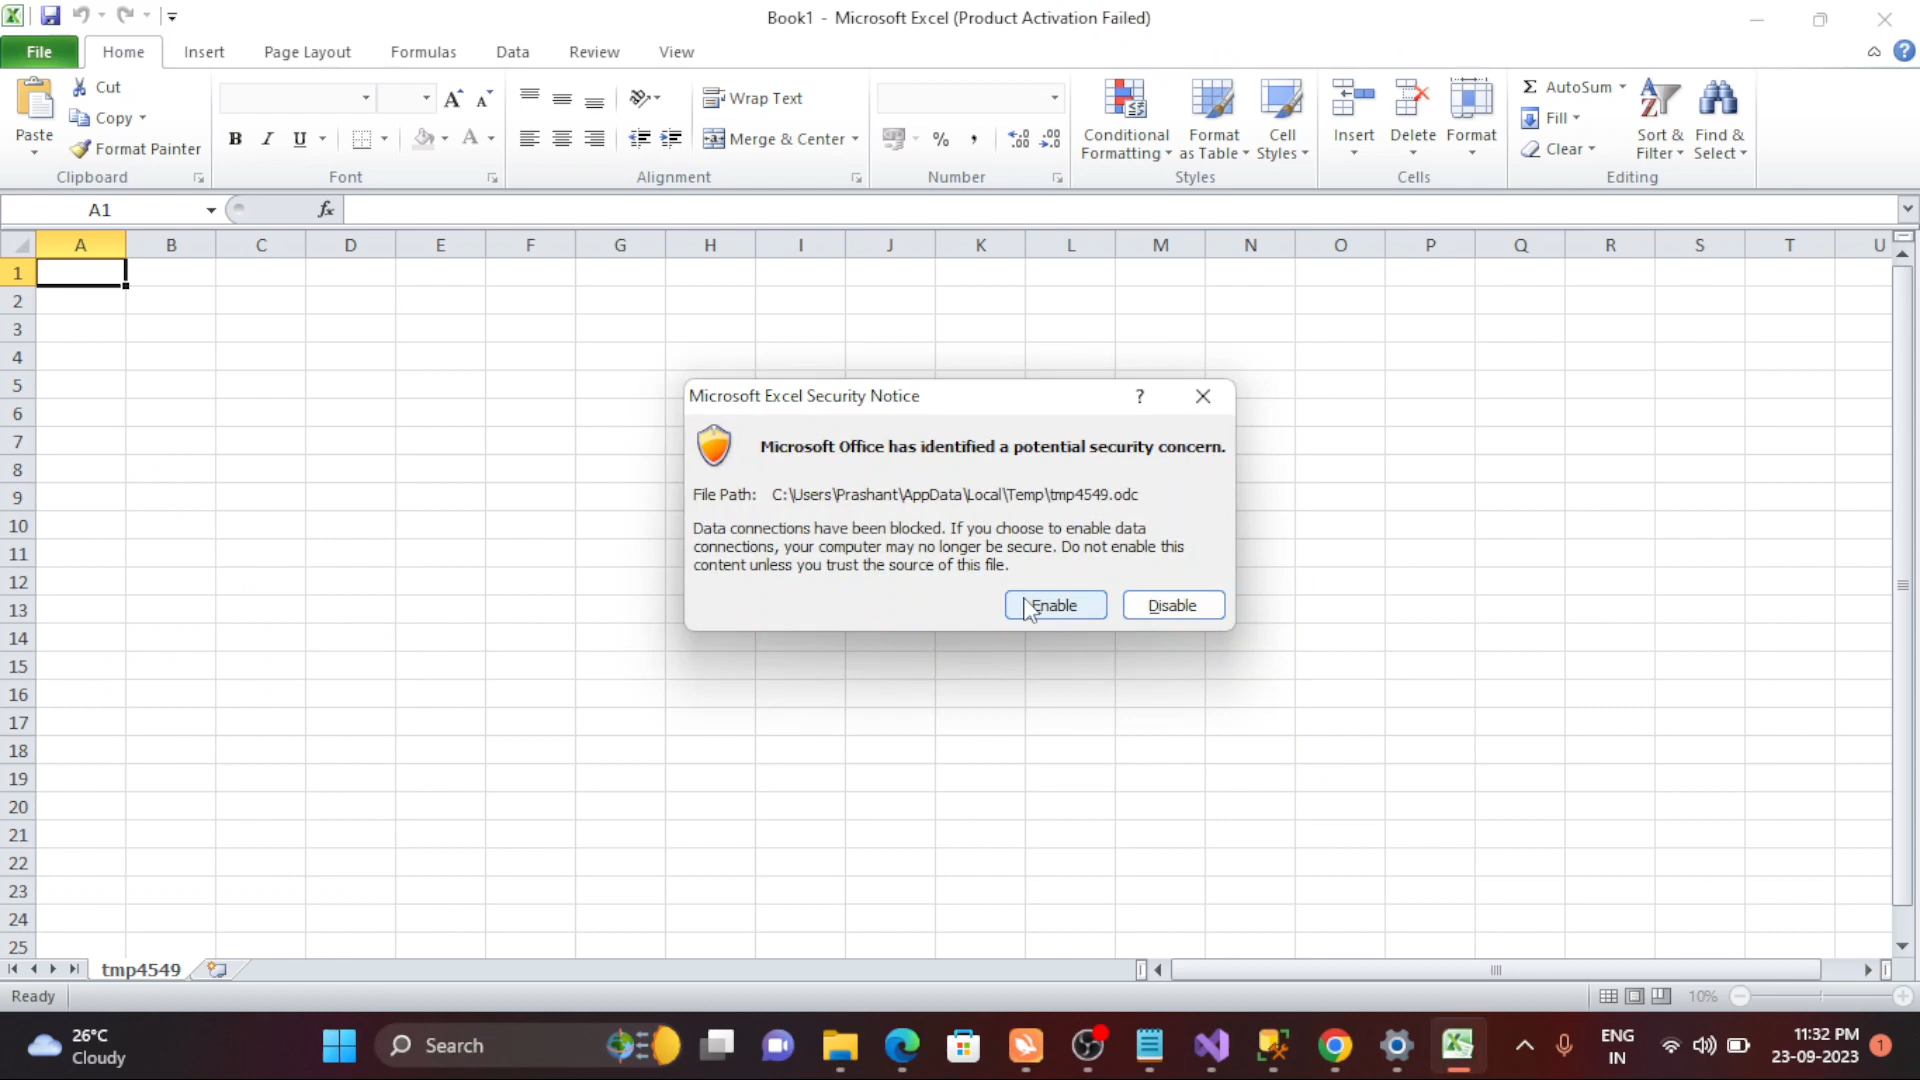 Book1 - Microsoft Excel (Product Activation Failed)
File Home Insert Page Layout Formulas Data Review View
Paste
Cut
Copy
Format Painter
Clipboard
B I U A
A A
Font
Wrap Text
Merge & Center
Alignment
% ,
Number
Conditional Formatting
Format as Table
Cell Styles
Styles
Insert
Delete
Format
Cells
Σ AutoSum
Fill
Clear
Sort & Filter
Find & Select
Editing
A1 fx
A B C D E F G H I J K L M N O P Q R S T U
1
2
3
4
5
6
7
8
9
10
11
12
13
14
15
16
17
18
19
20
21
22
23
24
25
Microsoft Excel Security Notice ?
Microsoft Office has identified a potential security concern.
File Path: C:\Users\Prashant\AppData\Local\Temp\tmp4549.odc
Data connections have been blocked. If you choose to enable data
connections, your computer may no longer be secure. Do not enable this
content unless you trust the source of this file.
Enable Disable
tmp4549
Ready 10%
26°C
Cloudy
Search
ENG
IN
11:32 PM
23-09-2023
1